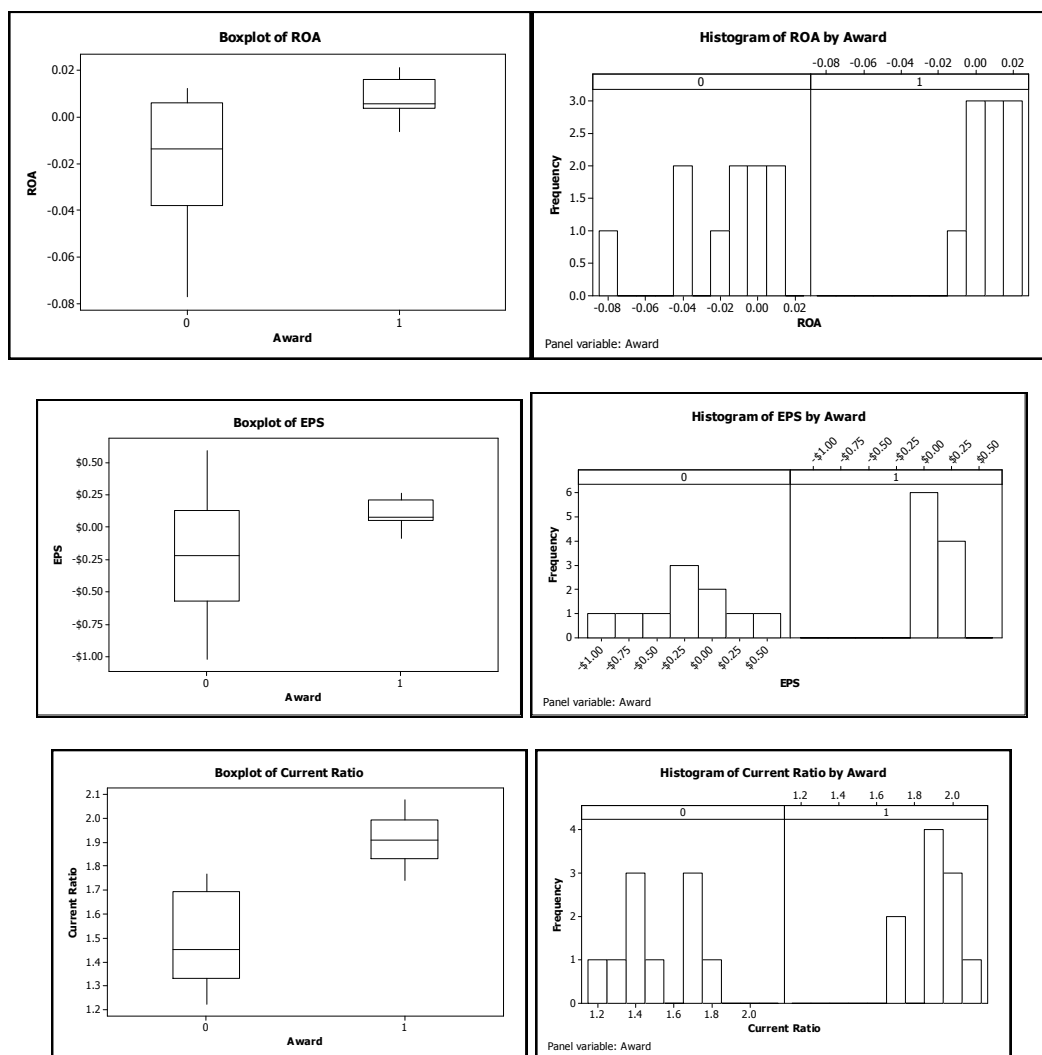 Boxplot of ROA
0.02
0.00
-0.02
-0.04
-0.06
-0.08
ROA
0 1
Award
Histogram of ROA by Award
-0.08 -0.06 -0.04 -0.02 0.00 0.02
0 1
3.0
2.5
2.0
1.5
1.0
0.5
0.0
Frequency
-0.08 -0.06 -0.04 -0.02 0.00 0.02
ROA
Panel variable: Award
Boxplot of EPS
$0.50
$0.25
$0.00
-$0.25
-$0.50
-$0.75
-$1.00
EPS
0 1
Award
Histogram of EPS by Award
-$1.00 -$0.75 -$0.50 -$0.25 $0.00 $0.25 $0.50
0 1
6
5
4
3
2
1
0
Frequency
-$1.00 -$0.75 -$0.50 -$0.25 $0.00 $0.25 $0.50
EPS
Panel variable: Award
Boxplot of Current Ratio
2.1
2.0
1.9
1.8
1.7
1.6
1.5
1.4
1.3
1.2
Current Ratio
0 1
Award
Histogram of Current Ratio by Award
1.2 1.4 1.6 1.8 2.0
0 1
4
3
2
1
0
Frequency
1.2 1.4 1.6 1.8 2.0
Current Ratio
Panel variable: Award